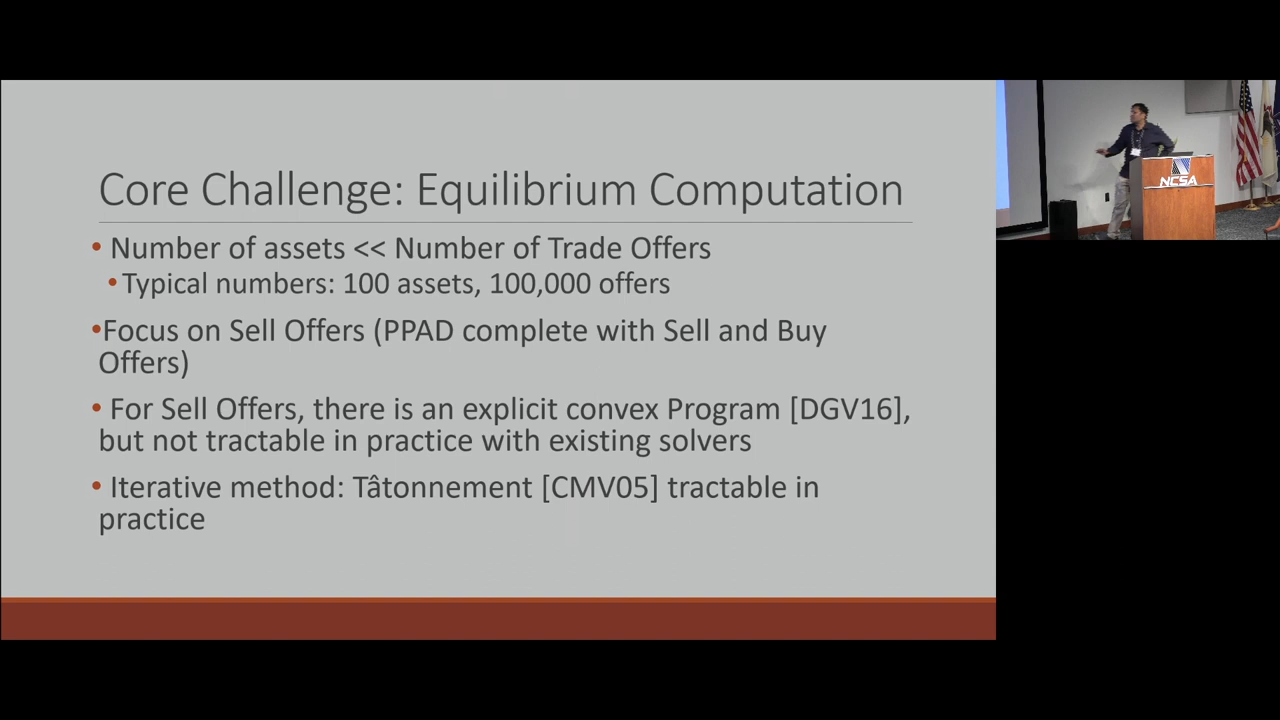 Core Challenge: Equilibrium Computation
• Number of assets << Number of Trade Offers
• Typical numbers: 100 assets, 100,000 offers
•Focus on Sell Offers (PPAD complete with Sell and Buy
Offers)
• For Sell Offers, there is an explicit convex Program [DGV16],
but not tractable in practice with existing solvers
• Iterative method: Tâtonnement [CMV05] tractable in
practice
NCSA